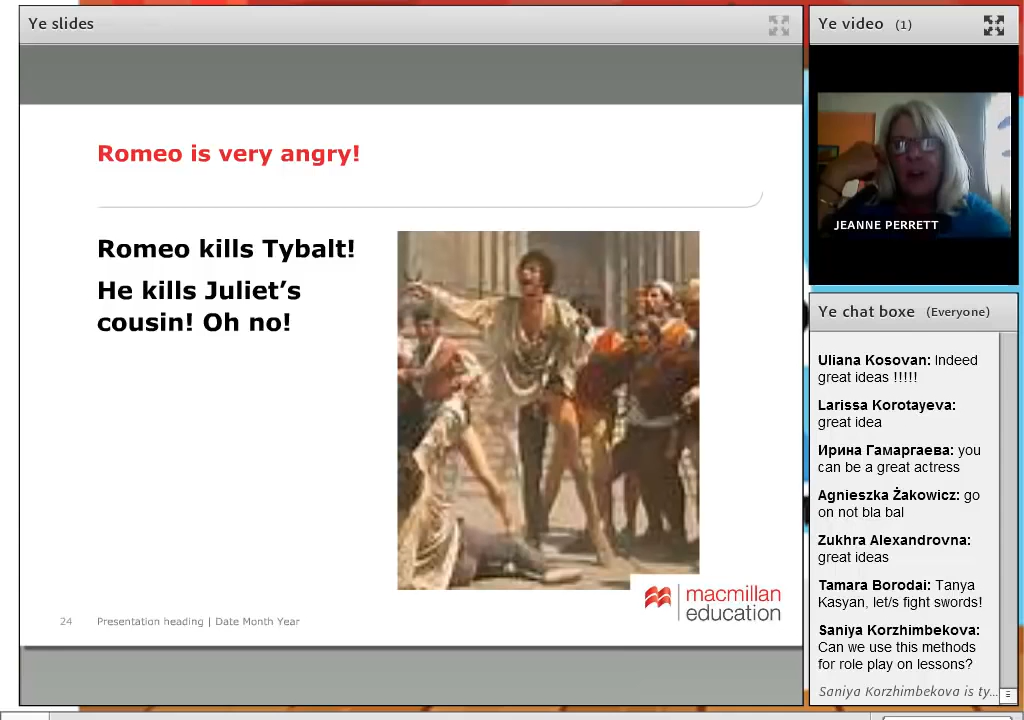 Ye slides
Romeo is very angry!
Romeo kills Tybalt!
He kills Juliet’s
cousin! Oh no!
macmillan
education
24 Presentation heading | Date Month Year
Ye video (1)
JEANNE PERRETT
Ye chat boxe (Everyone)
Uliana Kosovan: Indeed
great ideas !!!!!
Larissa Korotayeva:
great idea
Ирина Гамаргаева: you
can be a great actress
Agnieszka Żakowicz: go
on not bla bal
Zukhra Alexandrovna:
great ideas
Tamara Borodai: Tanya
Kasyan, let/s fight swords!
Saniya Korzhimbekova:
Can we use this methods
for role play on lessons?
Saniya Korzhimbekova is ty...